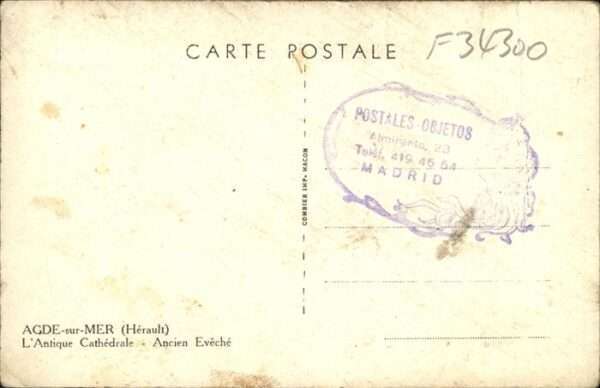 CARTE POSTALE
F34300
POSTALES-OBJETOS
Almirante, 23
Teléf. 419 45 54
MADRID
COMBIER IMP. MACON
AGDE-sur-MER (Hérault)
L'Antique Cathédrale - Ancien Evêché